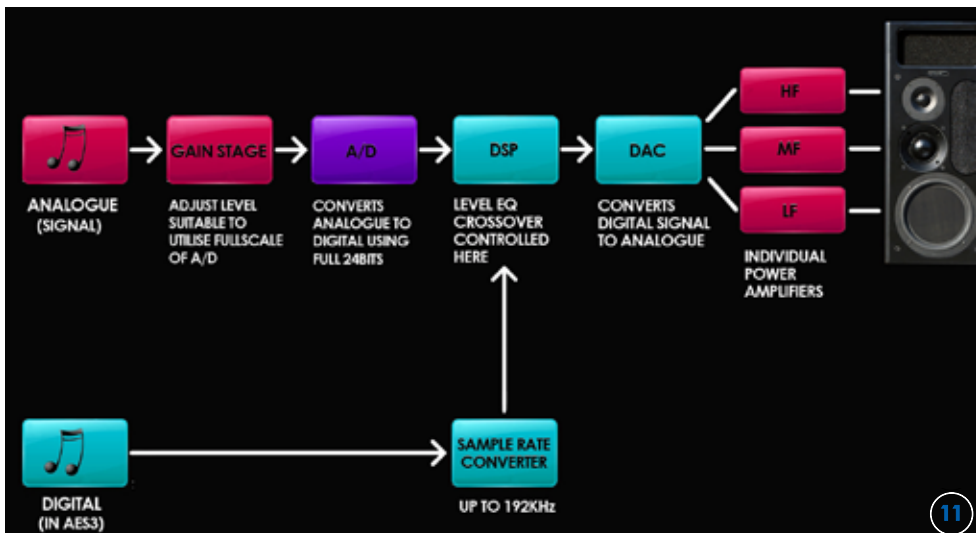 GAIN STAGE
A/D
DSP
DAC
HF
MF
LF
ANALOGUE
(SIGNAL)
ADJUST LEVEL
SUITABLE TO
UTILISE FULLSCALE
OF A/D
CONVERTS
ANALOGUE TO
DIGITAL USING
FULL 24BITS
LEVEL EQ
CROSSOVER
CONTROLLED
HERE
CONVERTS
DIGITAL SIGNAL
TO ANALOGUE
INDIVIDUAL
POWER
AMPLIFIERS
SAMPLE RATE
CONVERTER
UP TO 192KHz
DIGITAL
(IN AES3)
11